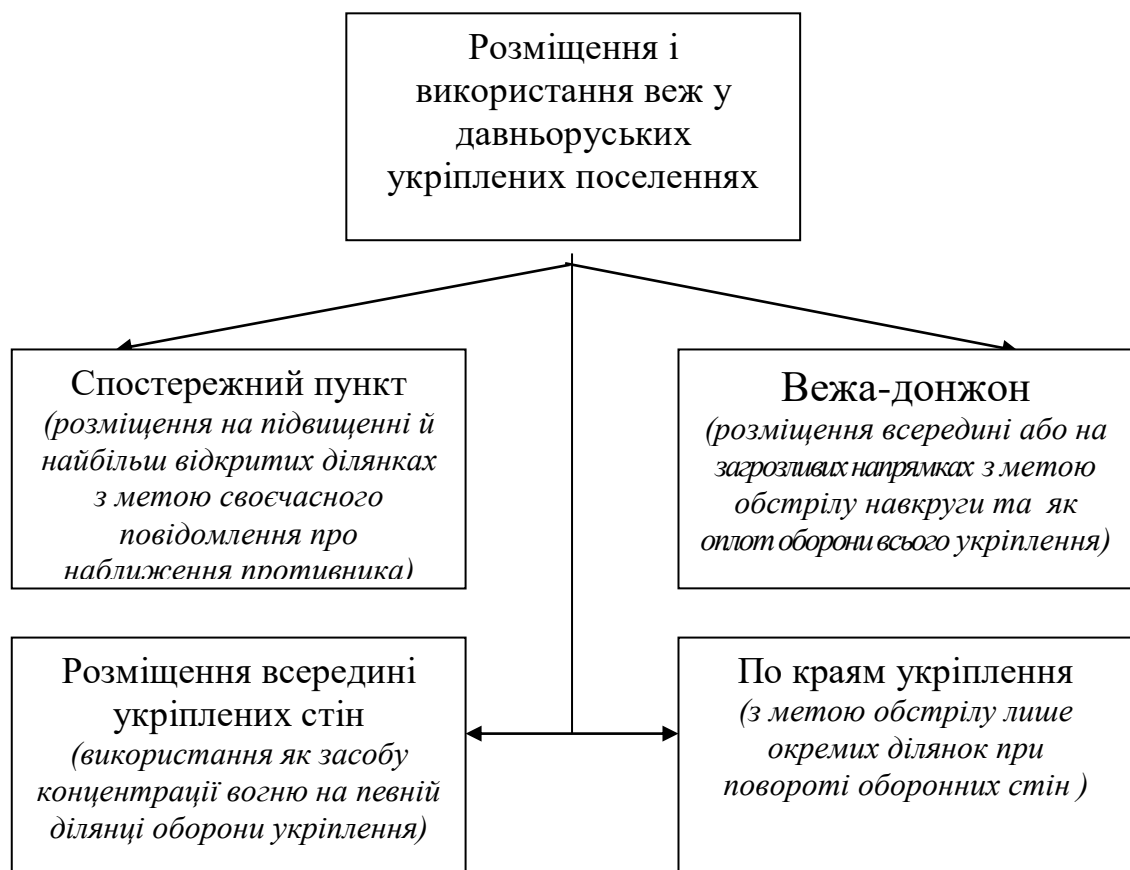 Розміщення і
використання веж у
давньоруських
укріплених поселеннях
Спостережний пункт
(розміщення на підвищенні й
найбільш відкритих ділянках
з метою своєчасного
повідомлення про
наближення противника)
Вежа-донжон
(розміщення всередині або на
загрозливих напрямках з метою
обстрілу навкруги та як
оплот оборони всього укріплення)
Розміщення всередині
укріплених стін
(використання як засобу
концентрації вогню на певній
ділянці оборони укріплення)
По краям укріплення
(з метою обстрілу лише
окремих ділянок при
повороті оборонних стін )